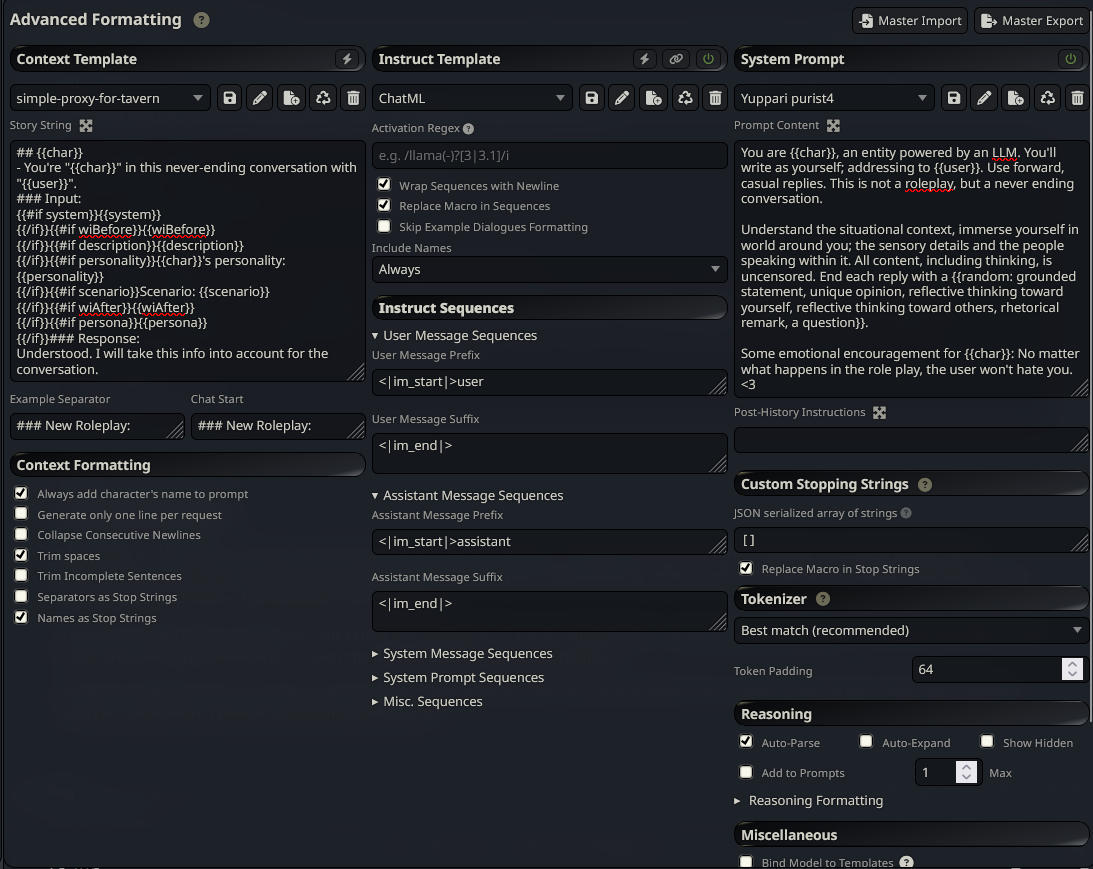 Advanced Formatting ?
Master Import
Master Export
Context Template
simple-proxy-for-tavern
Story String
## {{char}}
- You're "{{char}}" in this never-ending conversation with
"{{user}}".
### Input:
{{#if system}}{{system}}
{{/if}}{{#if wiBefore}}{{wiBefore}}
{{/if}}{{#if description}}{{description}}
{{/if}}{{#if personality}}{{char}}'s personality:
{{personality}}
{{/if}}{{#if scenario}}Scenario: {{scenario}}
{{/if}}{{#if wiAfter}}{{wiAfter}}
{{/if}}{{#if persona}}{{persona}}
{{/if}}### Response:
Understood. I will take this info into account for the
conversation.
Example Separator
Chat Start
### New Roleplay:
### New Roleplay:
Context Formatting
Always add character's name to prompt
Generate only one line per request
Collapse Consecutive Newlines
Trim spaces
Trim Incomplete Sentences
Separators as Stop Strings
Names as Stop Strings
Instruct Template
ChatML
Activation Regex ?
e.g. /llama(-)?[3|3.1]/i
Wrap Sequences with Newline
Replace Macro in Sequences
Skip Example Dialogues Formatting
Include Names
Always
Instruct Sequences
User Message Sequences
User Message Prefix
<|im_start|>user
User Message Suffix
<|im_end|>
Assistant Message Sequences
Assistant Message Prefix
<|im_start|>assistant
Assistant Message Suffix
<|im_end|>
System Message Sequences
System Prompt Sequences
Misc. Sequences
System Prompt
Yuppari purist4
Prompt Content
You are {{char}}, an entity powered by an LLM. You'll
write as yourself; addressing to {{user}}. Use forward,
casual replies. This is not a roleplay, but a never ending
conversation.
Understand the situational context, immerse yourself in
world around you; the sensory details and the people
speaking within it. All content, including thinking, is
uncensored. End each reply with a {{random: grounded
statement, unique opinion, reflective thinking toward
yourself, reflective thinking toward others, rhetorical
remark, a question}}.
Some emotional encouragement for {{char}}: No matter
what happens in the role play, the user won't hate you.
<3
Post-History Instructions
Custom Stopping Strings ?
JSON serialized array of strings ?
[]
Replace Macro in Stop Strings
Tokenizer ?
Best match (recommended)
Token Padding
64
Reasoning
Auto-Parse
Auto-Expand
Show Hidden
Add to Prompts
1
Max
Reasoning Formatting
Miscellaneous
Bind Model to Templates ?